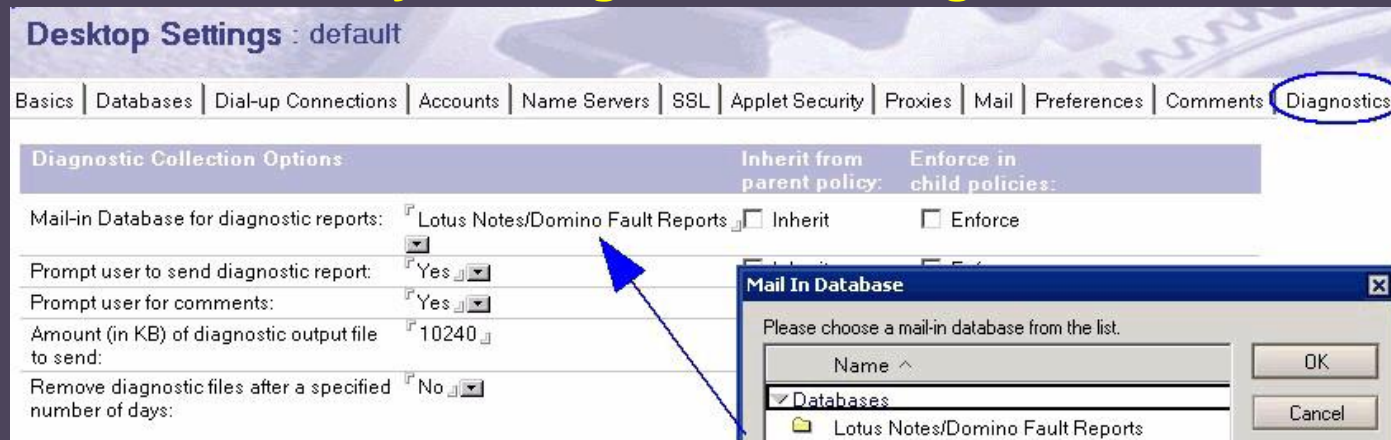 Desktop Settings : default
Basics | Databases | Dial-up Connections | Accounts | Name Servers | SSL | Applet Security | Proxies | Mail | Preferences | Comments | Diagnostics
Diagnostic Collection Options
Inherit from parent policy:
Enforce in child policies:
Mail-in Database for diagnostic reports: Lotus Notes/Domino Fault Reports Inherit Enforce
Prompt user to send diagnostic report: Yes
Prompt user for comments: Yes
Amount (in KB) of diagnostic output file to send: 10240
Remove diagnostic files after a specified number of days: No
Mail In Database
Please choose a mail-in database from the list.
Name
OK
Databases
Cancel
Lotus Notes/Domino Fault Reports